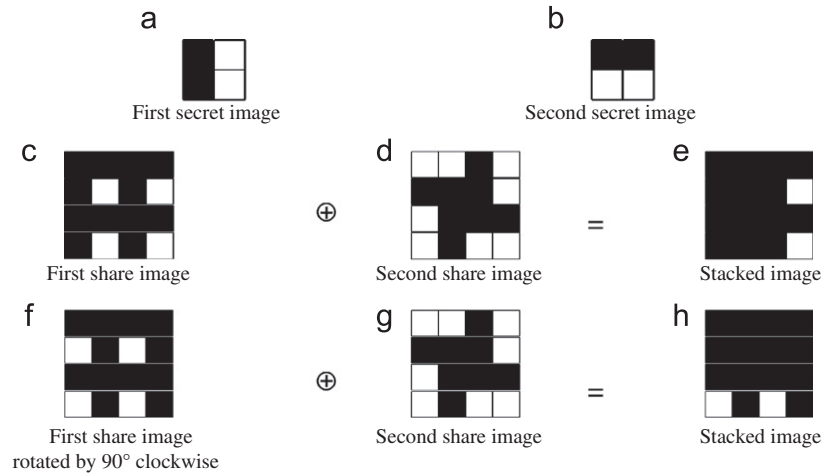 a
b
First secret image
Second secret image
c
d
e
⊕
=
First share image
Second share image
Stacked image
f
g
h
⊕
=
First share image
Second share image
Stacked image
rotated by 90° clockwise